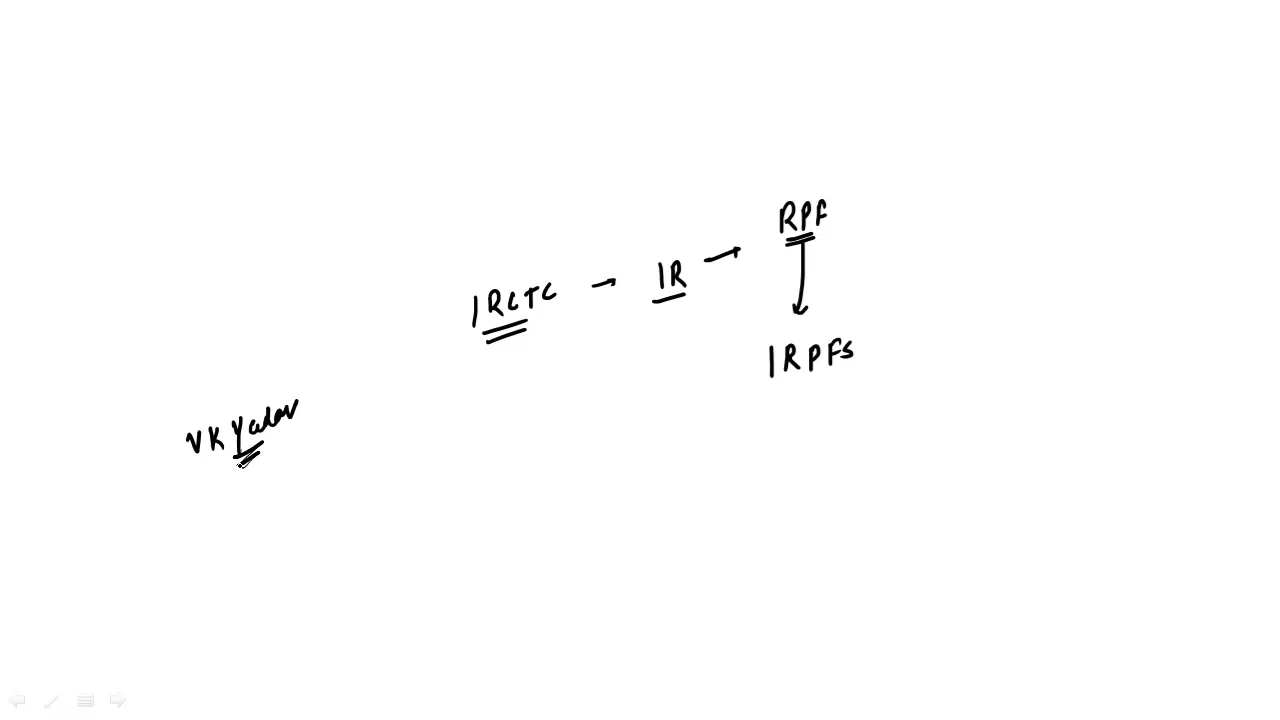 RPF
IRCTC → IR →
IRPFs
VK Yadav